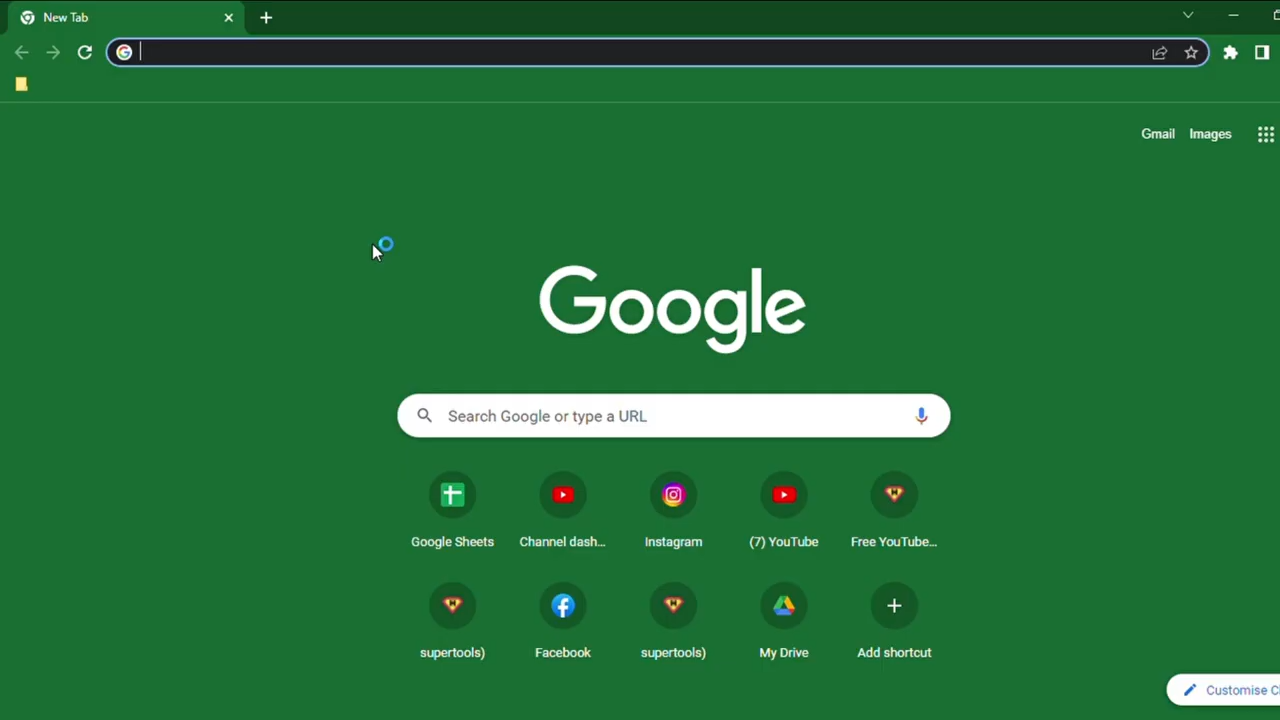 New Tab
Gmail Images
Google
Search Google or type a URL
Google Sheets Channel dash... Instagram (7) YouTube Free YouTube...
supertools) Facebook supertools) My Drive Add shortcut
Customise C